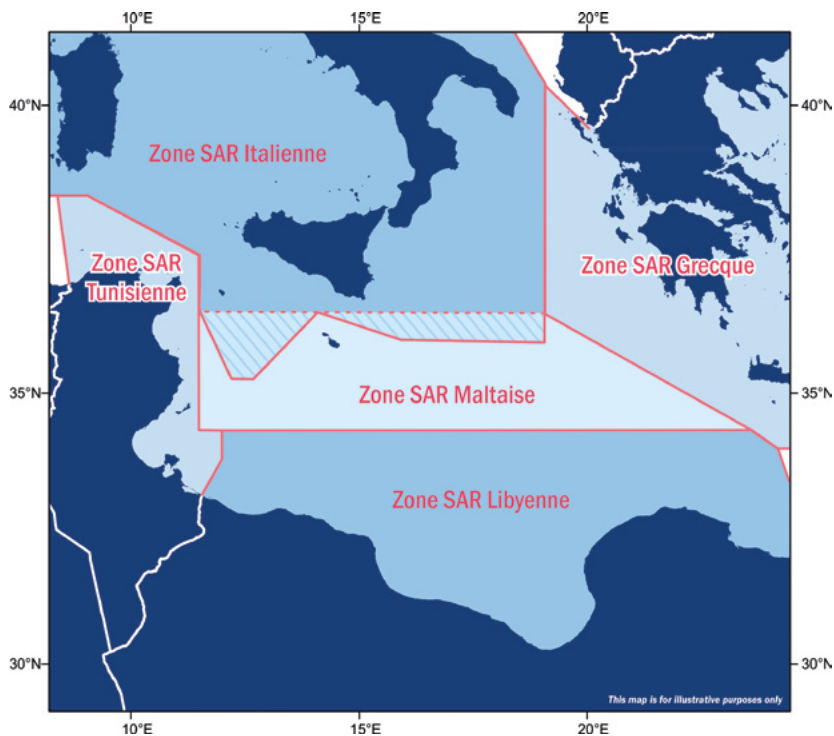 10°E
15°E
20°E
40°N
40°N
Zone SAR Italienne
Zone SAR
Tunisienne
Zone SAR Grecque
35°N
35°N
Zone SAR Maltaise
Zone SAR Libyenne
30°N
30°N
This map is for illustrative purposes only
10°E
15°E
20°E